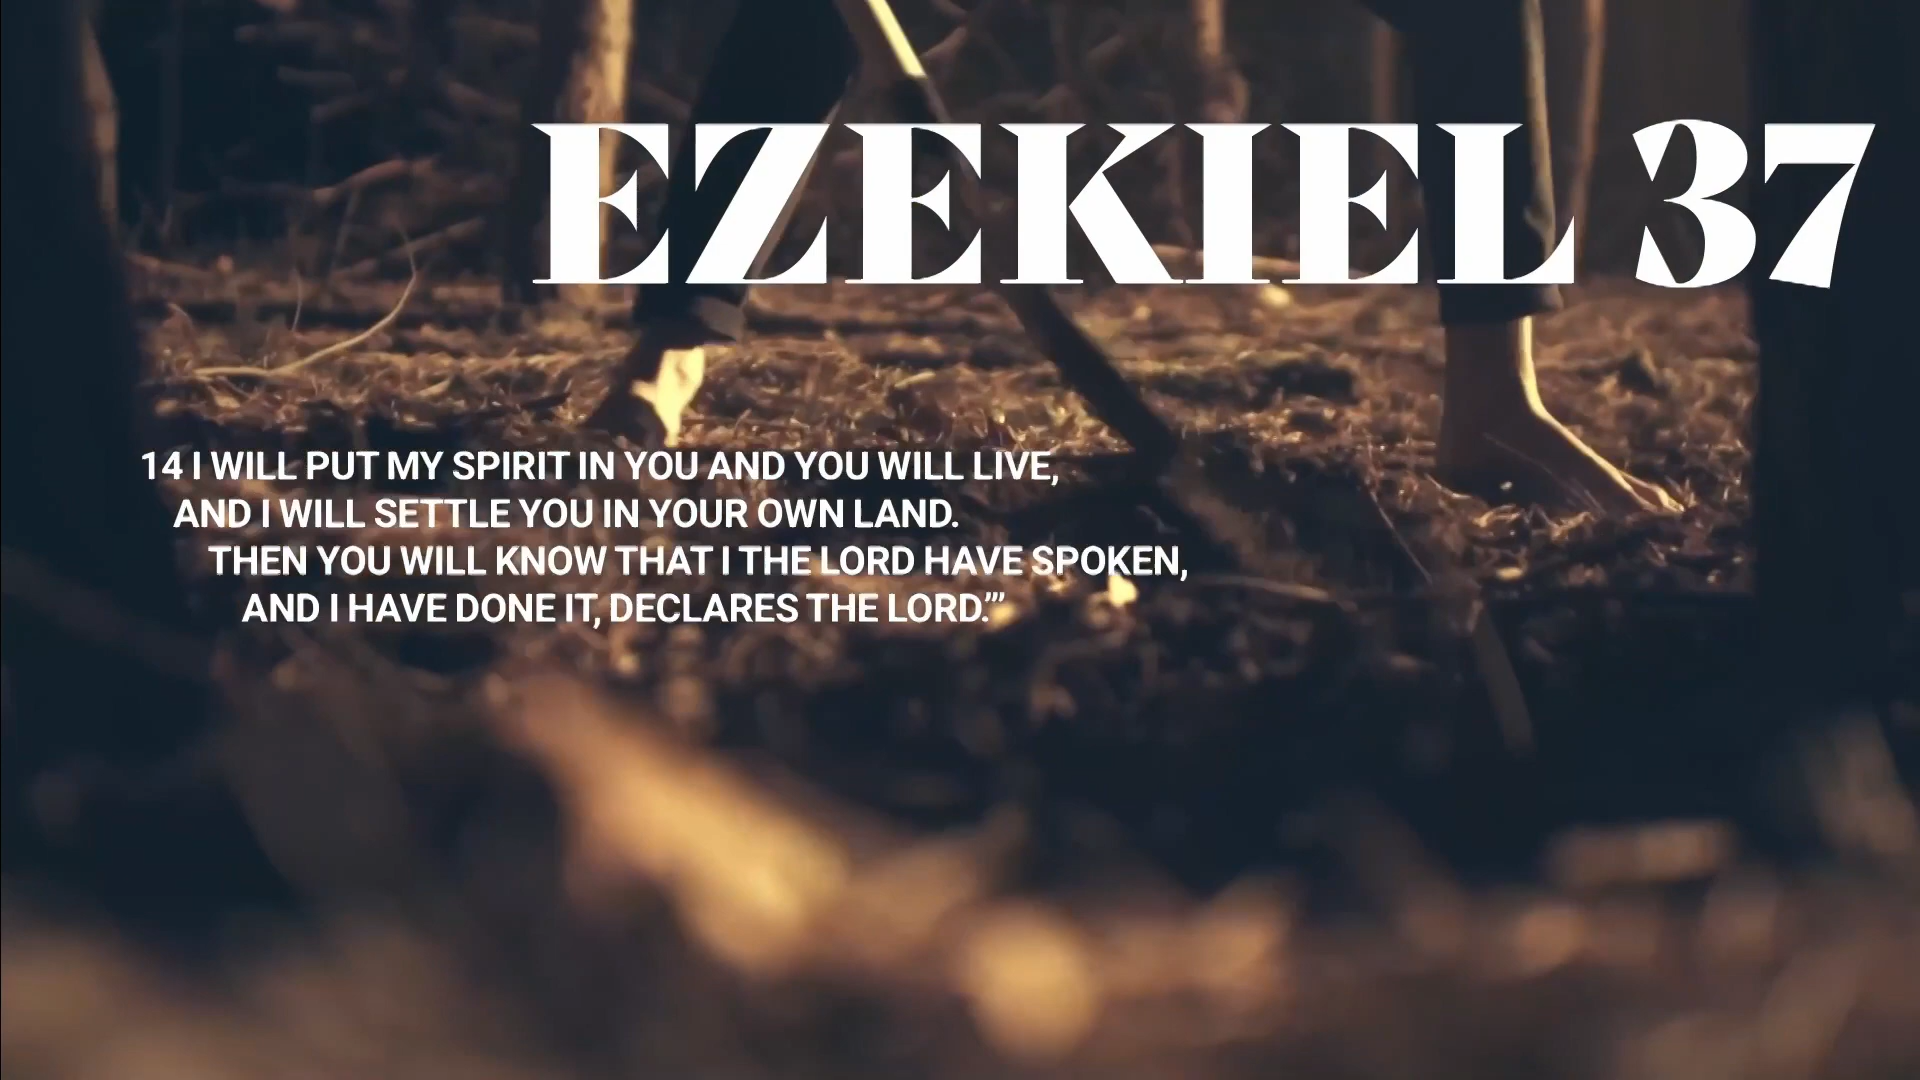 EZEKIEL 37
14 I WILL PUT MY SPIRIT IN YOU AND YOU WILL LIVE,
AND I WILL SETTLE YOU IN YOUR OWN LAND.
THEN YOU WILL KNOW THAT I THE LORD HAVE SPOKEN,
AND I HAVE DONE IT, DECLARES THE LORD.”’”